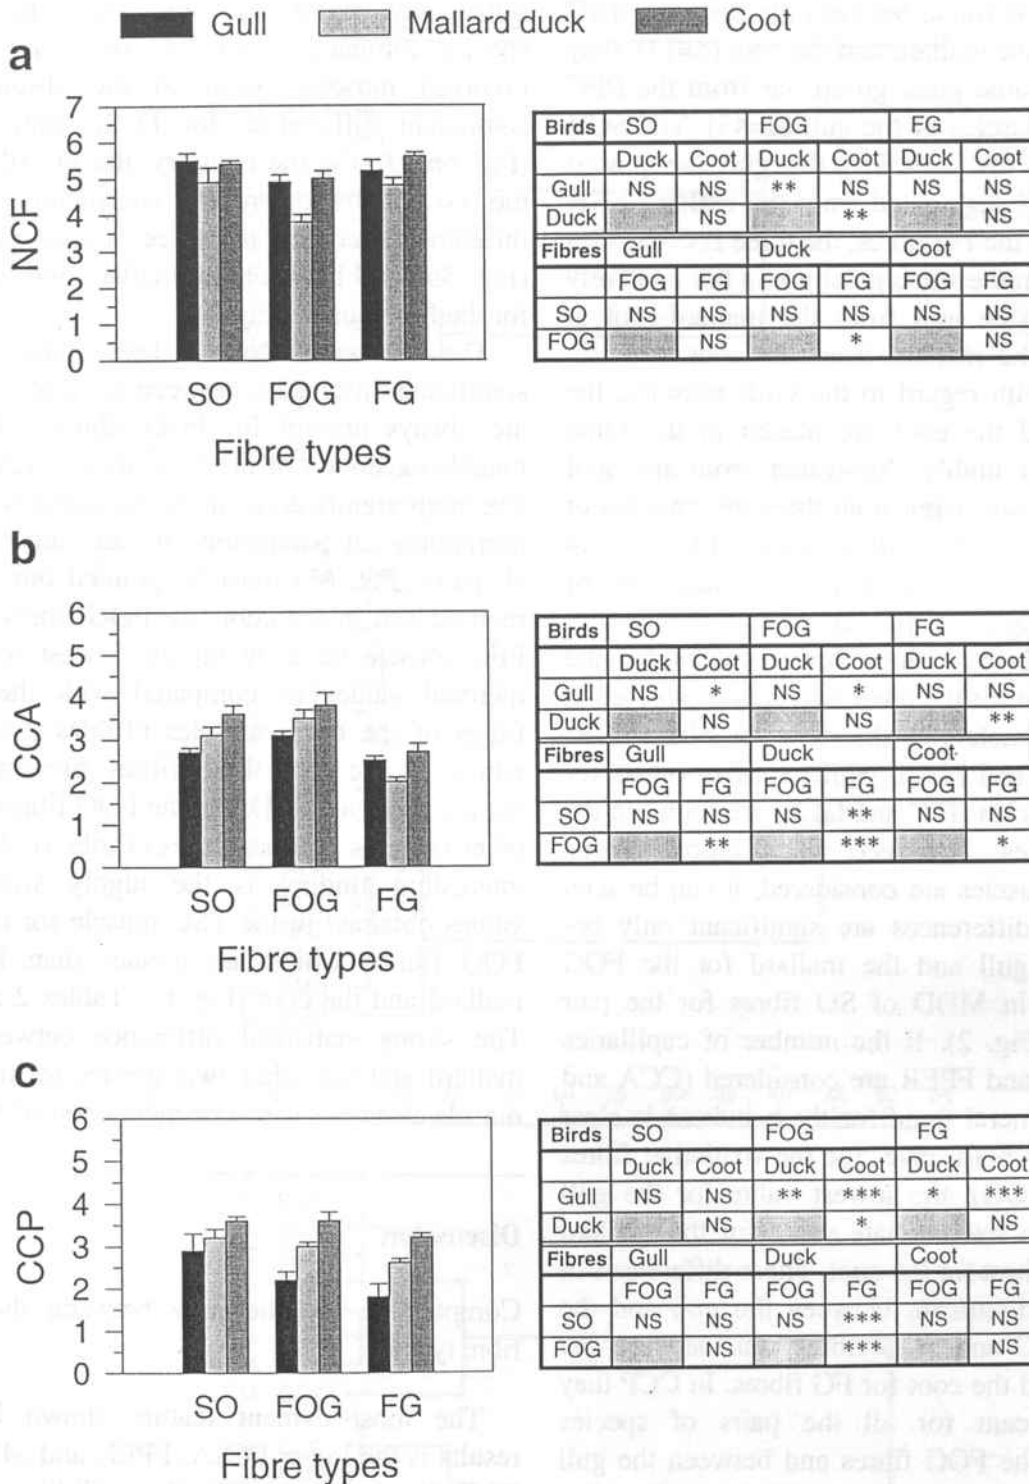 Gull Mallard duck Coot
a
NCF
7
6
5
4
3
2
1
0
SO FOG FG
Fibre types
Birds SO FOG FG
Duck Coot Duck Coot Duck Coot
Gull NS NS ** NS NS NS
Duck NS ** NS
Fibres Gull Duck Coot
FOG FG FOG FG FOG FG
SO NS NS NS NS NS NS
FOG NS * NS
b
CCA
6
5
4
3
2
1
0
SO FOG FG
Fibre types
Birds SO FOG FG
Duck Coot Duck Coot Duck Coot
Gull NS * NS * NS NS
Duck NS NS **
Fibres Gull Duck Coot
FOG FG FOG FG FOG FG
SO NS NS NS ** NS NS
FOG ** *** *
c
CCP
6
5
4
3
2
1
0
SO FOG FG
Fibre types
Birds SO FOG FG
Duck Coot Duck Coot Duck Coot
Gull NS NS ** *** * ***
Duck NS * NS
Fibres Gull Duck Coot
FOG FG FOG FG FOG FG
SO NS NS NS *** NS NS
FOG NS *** NS